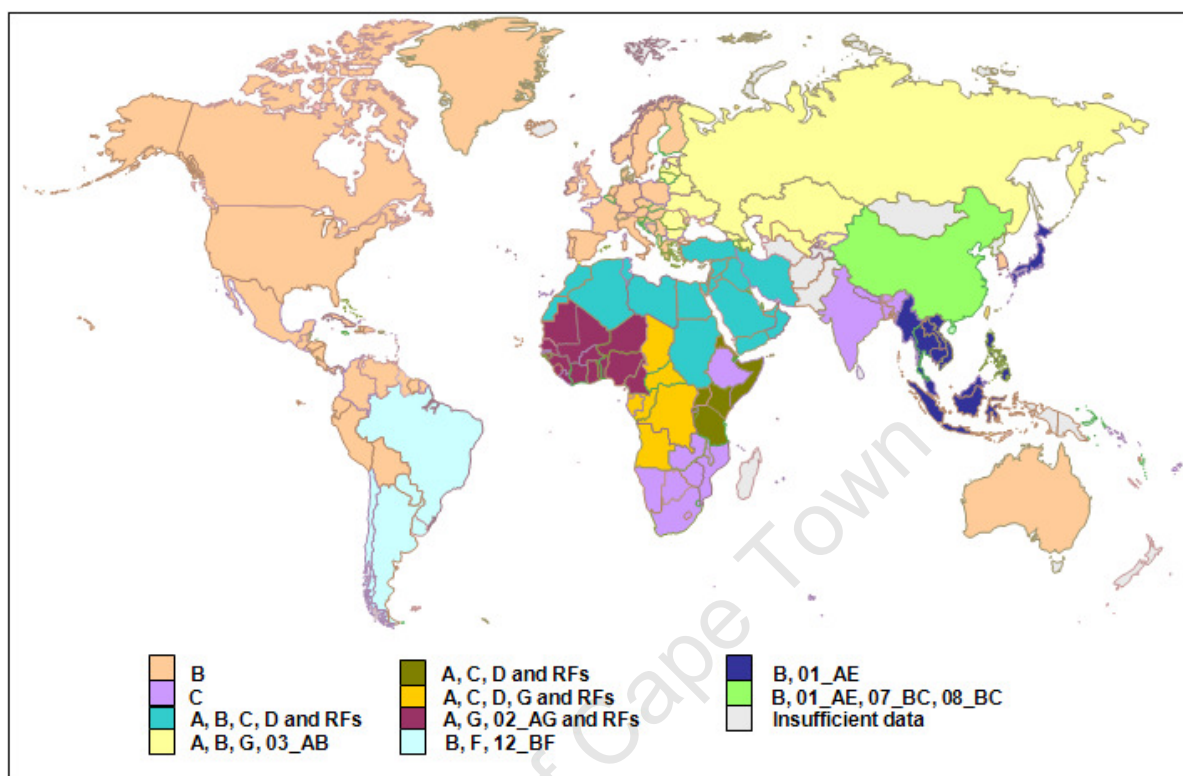 of Cape Town
B
C
A, B, C, D and RFs
A, B, G, 03_AB
A, C, D and RFs
A, C, D, G and RFs
A, G, 02_AG and RFs
B, F, 12_BF
B, 01_AE
B, 01_AE, 07_BC, 08_BC
Insufficient data